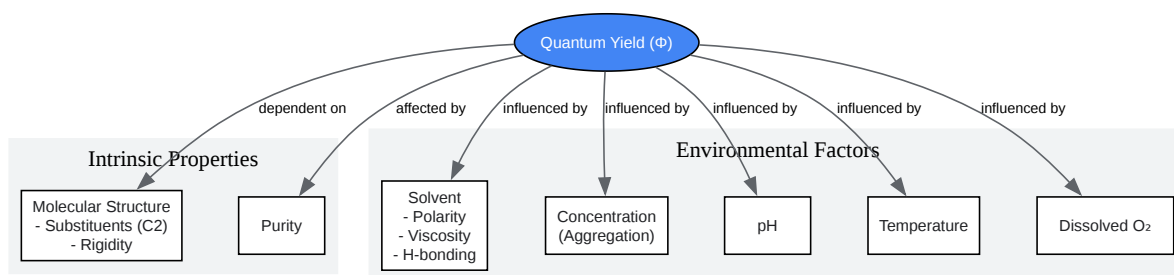 Quantum Yield (Φ)
dependent on
affected by
influenced by
influenced by
influenced by
influenced by
influenced by
Intrinsic Properties
Environmental Factors
Molecular Structure
- Substituents (C2)
- Rigidity
Purity
Solvent
- Polarity
- Viscosity
- H-bonding
Concentration
(Aggregation)
pH
Temperature
Dissolved O₂